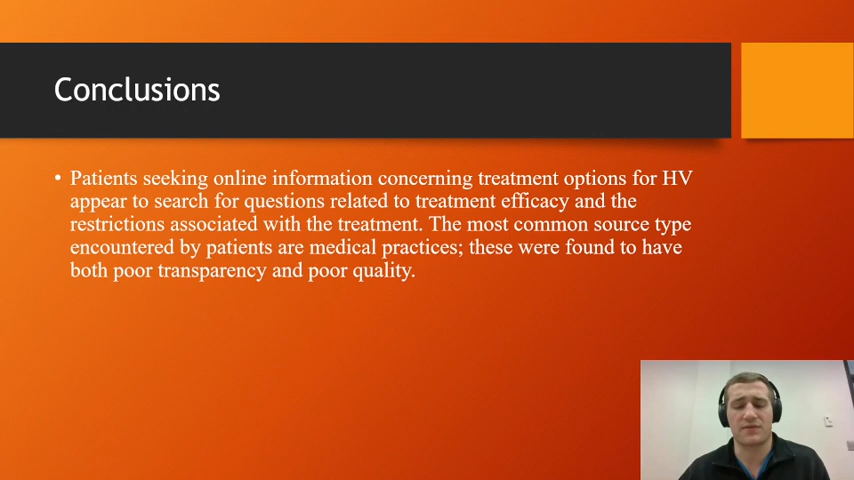 Conclusions
• Patients seeking online information concerning treatment options for HV
appear to search for questions related to treatment efficacy and the
restrictions associated with the treatment. The most common source type
encountered by patients are medical practices; these were found to have
both poor transparency and poor quality.